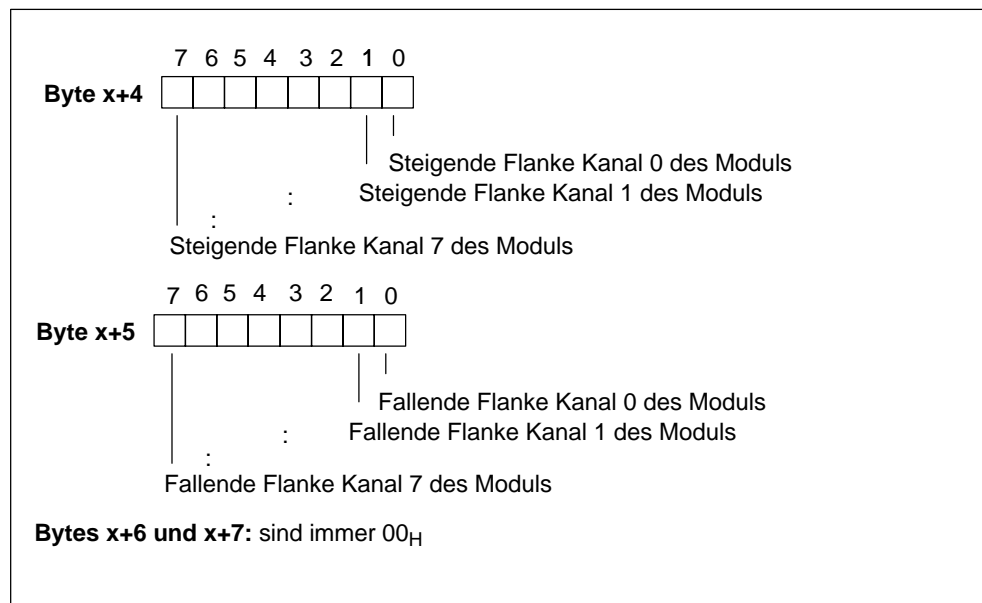 7 6 5 4 3 2 1 0
Byte x+4
Steigende Flanke Kanal 0 des Moduls
Steigende Flanke Kanal 1 des Moduls
:
:
Steigende Flanke Kanal 7 des Moduls
7 6 5 4 3 2 1 0
Byte x+5
Fallende Flanke Kanal 0 des Moduls
Fallende Flanke Kanal 1 des Moduls
:
:
Fallende Flanke Kanal 7 des Moduls
Bytes x+6 und x+7: sind immer 00H